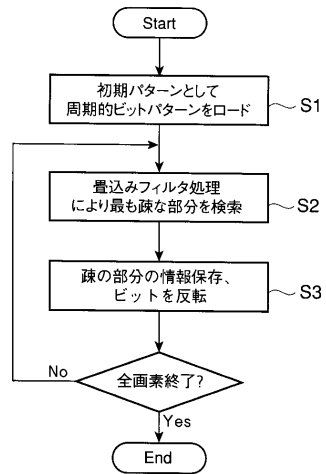 Start
初期パターンとして
周期的ビットパターンをロード
S1
畳込みフィルタ処理
により最も疎な部分を検索
S2
疎の部分の情報保存、
ビットを反転
S3
全画素終了?
No
Yes
End